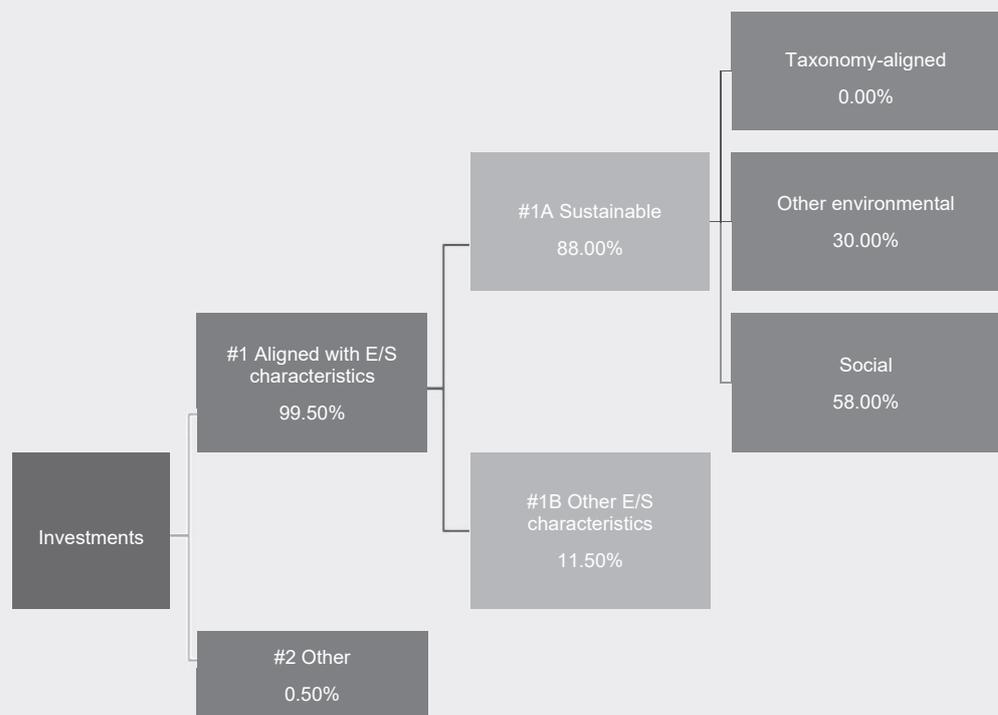 Taxonomy-aligned
0.00%
#1A Sustainable
88.00%
Other environmental
30.00%
#1 Aligned with E/S
characteristics
99.50%
Social
58.00%
Investments
#1B Other E/S
characteristics
11.50%
#2 Other
0.50%